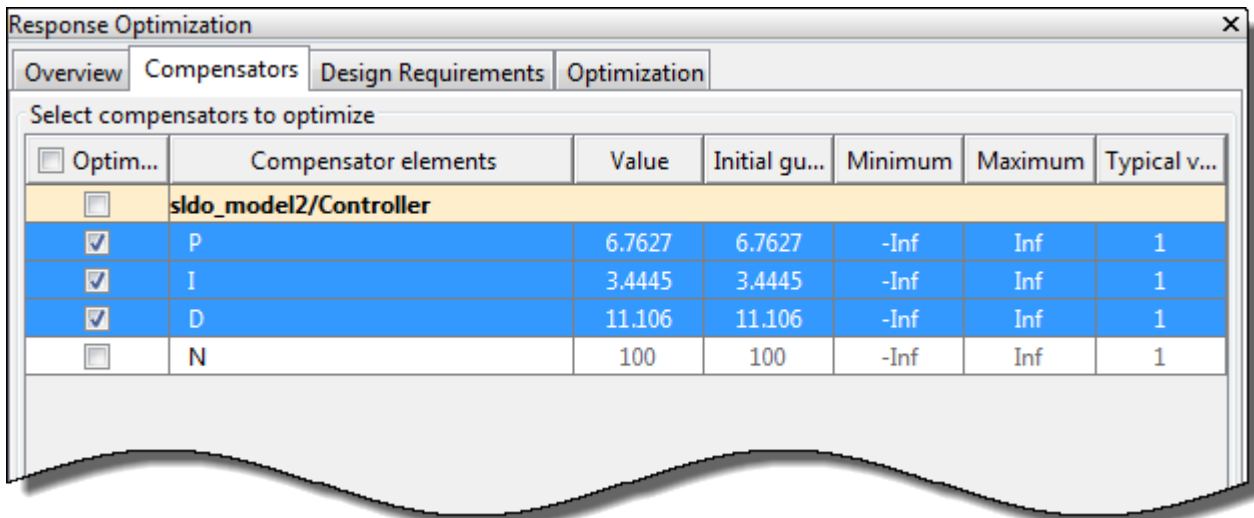 Response Optimization
Overview Compensators Design Requirements Optimization
Select compensators to optimize
Optim... Compensator elements Value Initial gu... Minimum Maximum Typical v...
sldo_model2/Controller
P 6.7627 6.7627 -Inf Inf 1
I 3.4445 3.4445 -Inf Inf 1
D 11.106 11.106 -Inf Inf 1
N 100 100 -Inf Inf 1